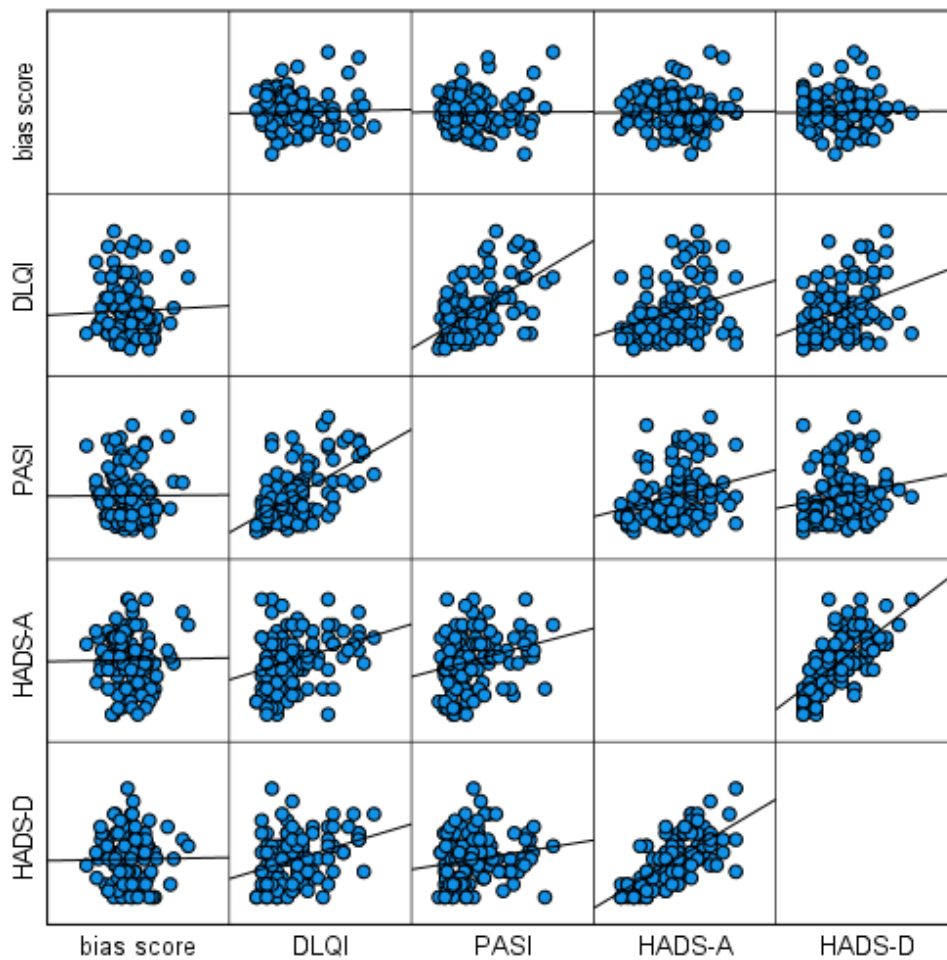 bias score
DLQI
PASI
HADS-A
HADS-D
bias score
DLQI
PASI
HADS-A
HADS-D